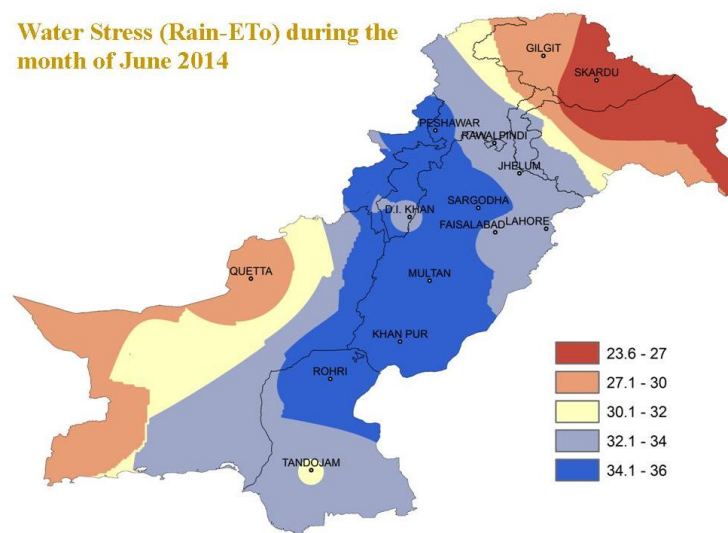 Water Stress (Rain-ETo) during the
month of June 2014
GILGIT
SKARDU
PESHAWAR
RAWALPINDI
JHELUM
SARGODHA
D.I. KHAN
FAISALABAD
LAHORE
QUETTA
MULTAN
KHAN PUR
ROHRI
TANDOJAM
23.6 - 27
27.1 - 30
30.1 - 32
32.1 - 34
34.1 - 36